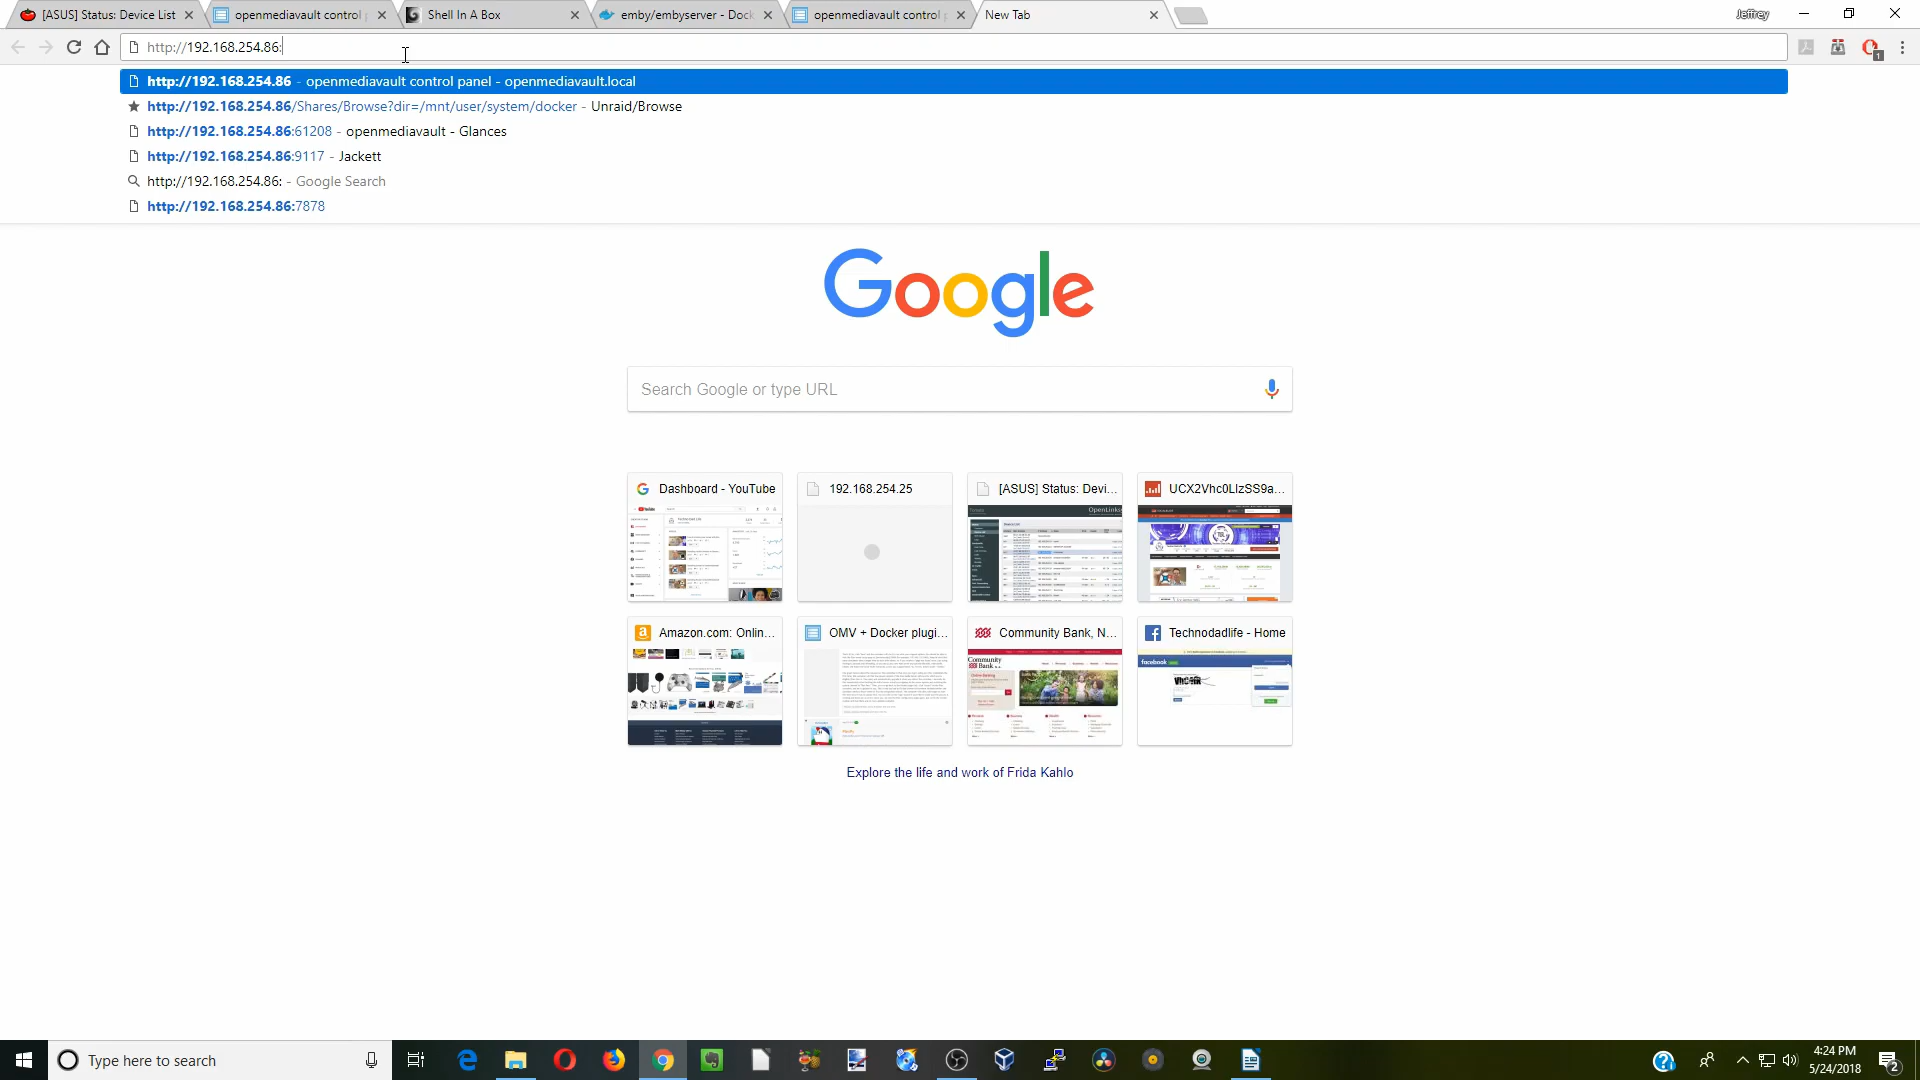 [ASUS] Status: Device List
openmediavault control p
Shell In A Box
emby/embyserver - Dock
openmediavault control p
New Tab
Jeffrey
http://192.168.254.86:
1
http://192.168.254.86 - openmediavault control panel - openmediavault.local
http://192.168.254.86/Shares/Browse?dir=/mnt/user/system/docker - Unraid/Browse
http://192.168.254.86:61208 - openmediavault - Glances
http://192.168.254.86:9117 - Jackett
http://192.168.254.86: - Google Search
http://192.168.254.86:7878
Google
Search Google or type URL
Dashboard - YouTube
192.168.254.25
[ASUS] Status: Devi...
UCX2Vhc0LIzSS9a...
Amazon.com: Onlin...
OMV + Docker plugi...
Community Bank, N...
Technodadlife - Home
Explore the life and work of Frida Kahlo
Type here to search
4:24 PM
5/24/2018
2